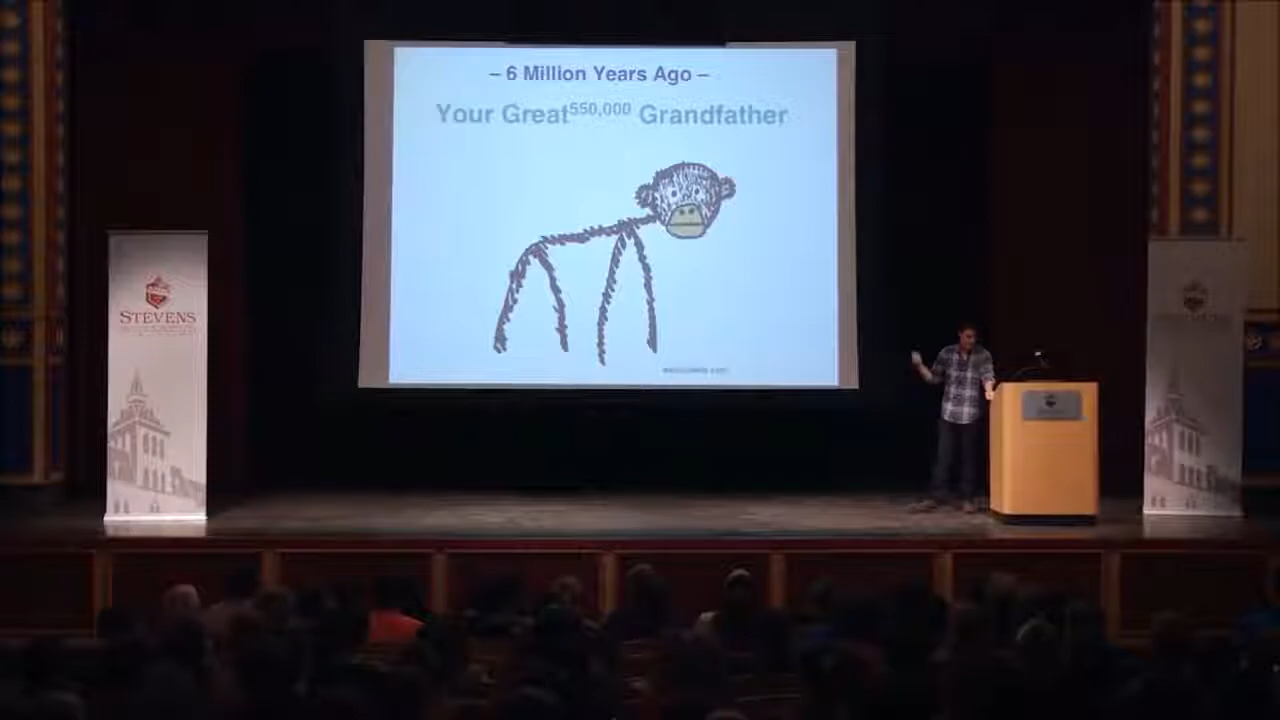 – 6 Million Years Ago –
Your Great550,000 Grandfather
STEVENS